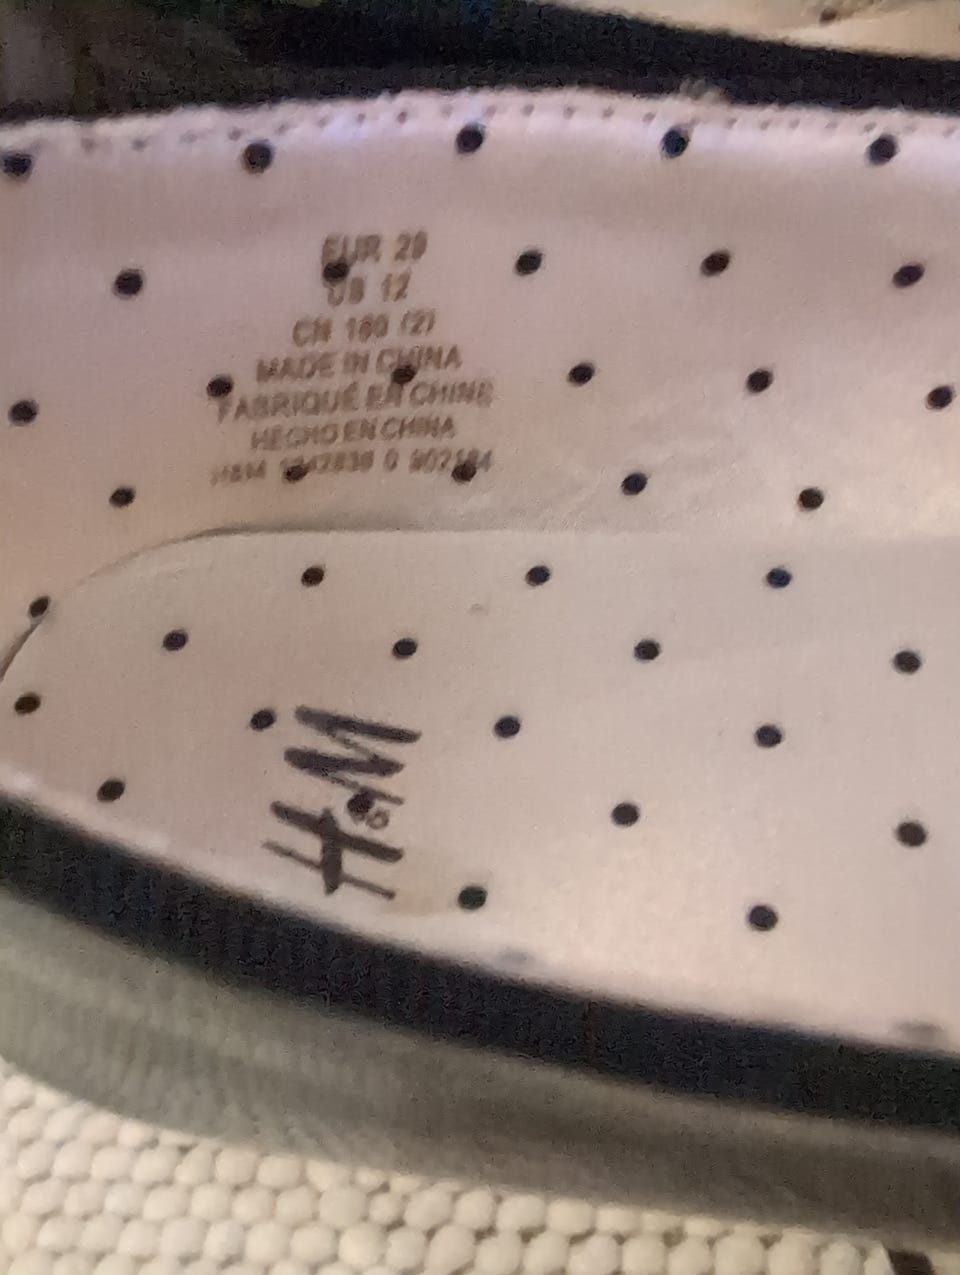 EUR 29
US 12
CN 180 (2)
MADE IN CHINA
FABRIQUÉ EN CHINE
HECHO EN CHINA
H&M
H&M